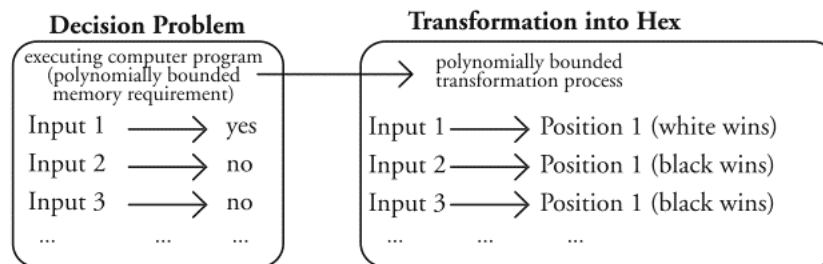 Decision Problem
executing computer program
(polynomially bounded
memory requirement)
Input 1 yes
Input 2 no
Input 3 no
... ... ...
Transformation into Hex
polynomially bounded
transformation process
Input 1 Position 1 (white wins)
Input 2 Position 1 (black wins)
Input 3 Position 1 (black wins)
... ... ...